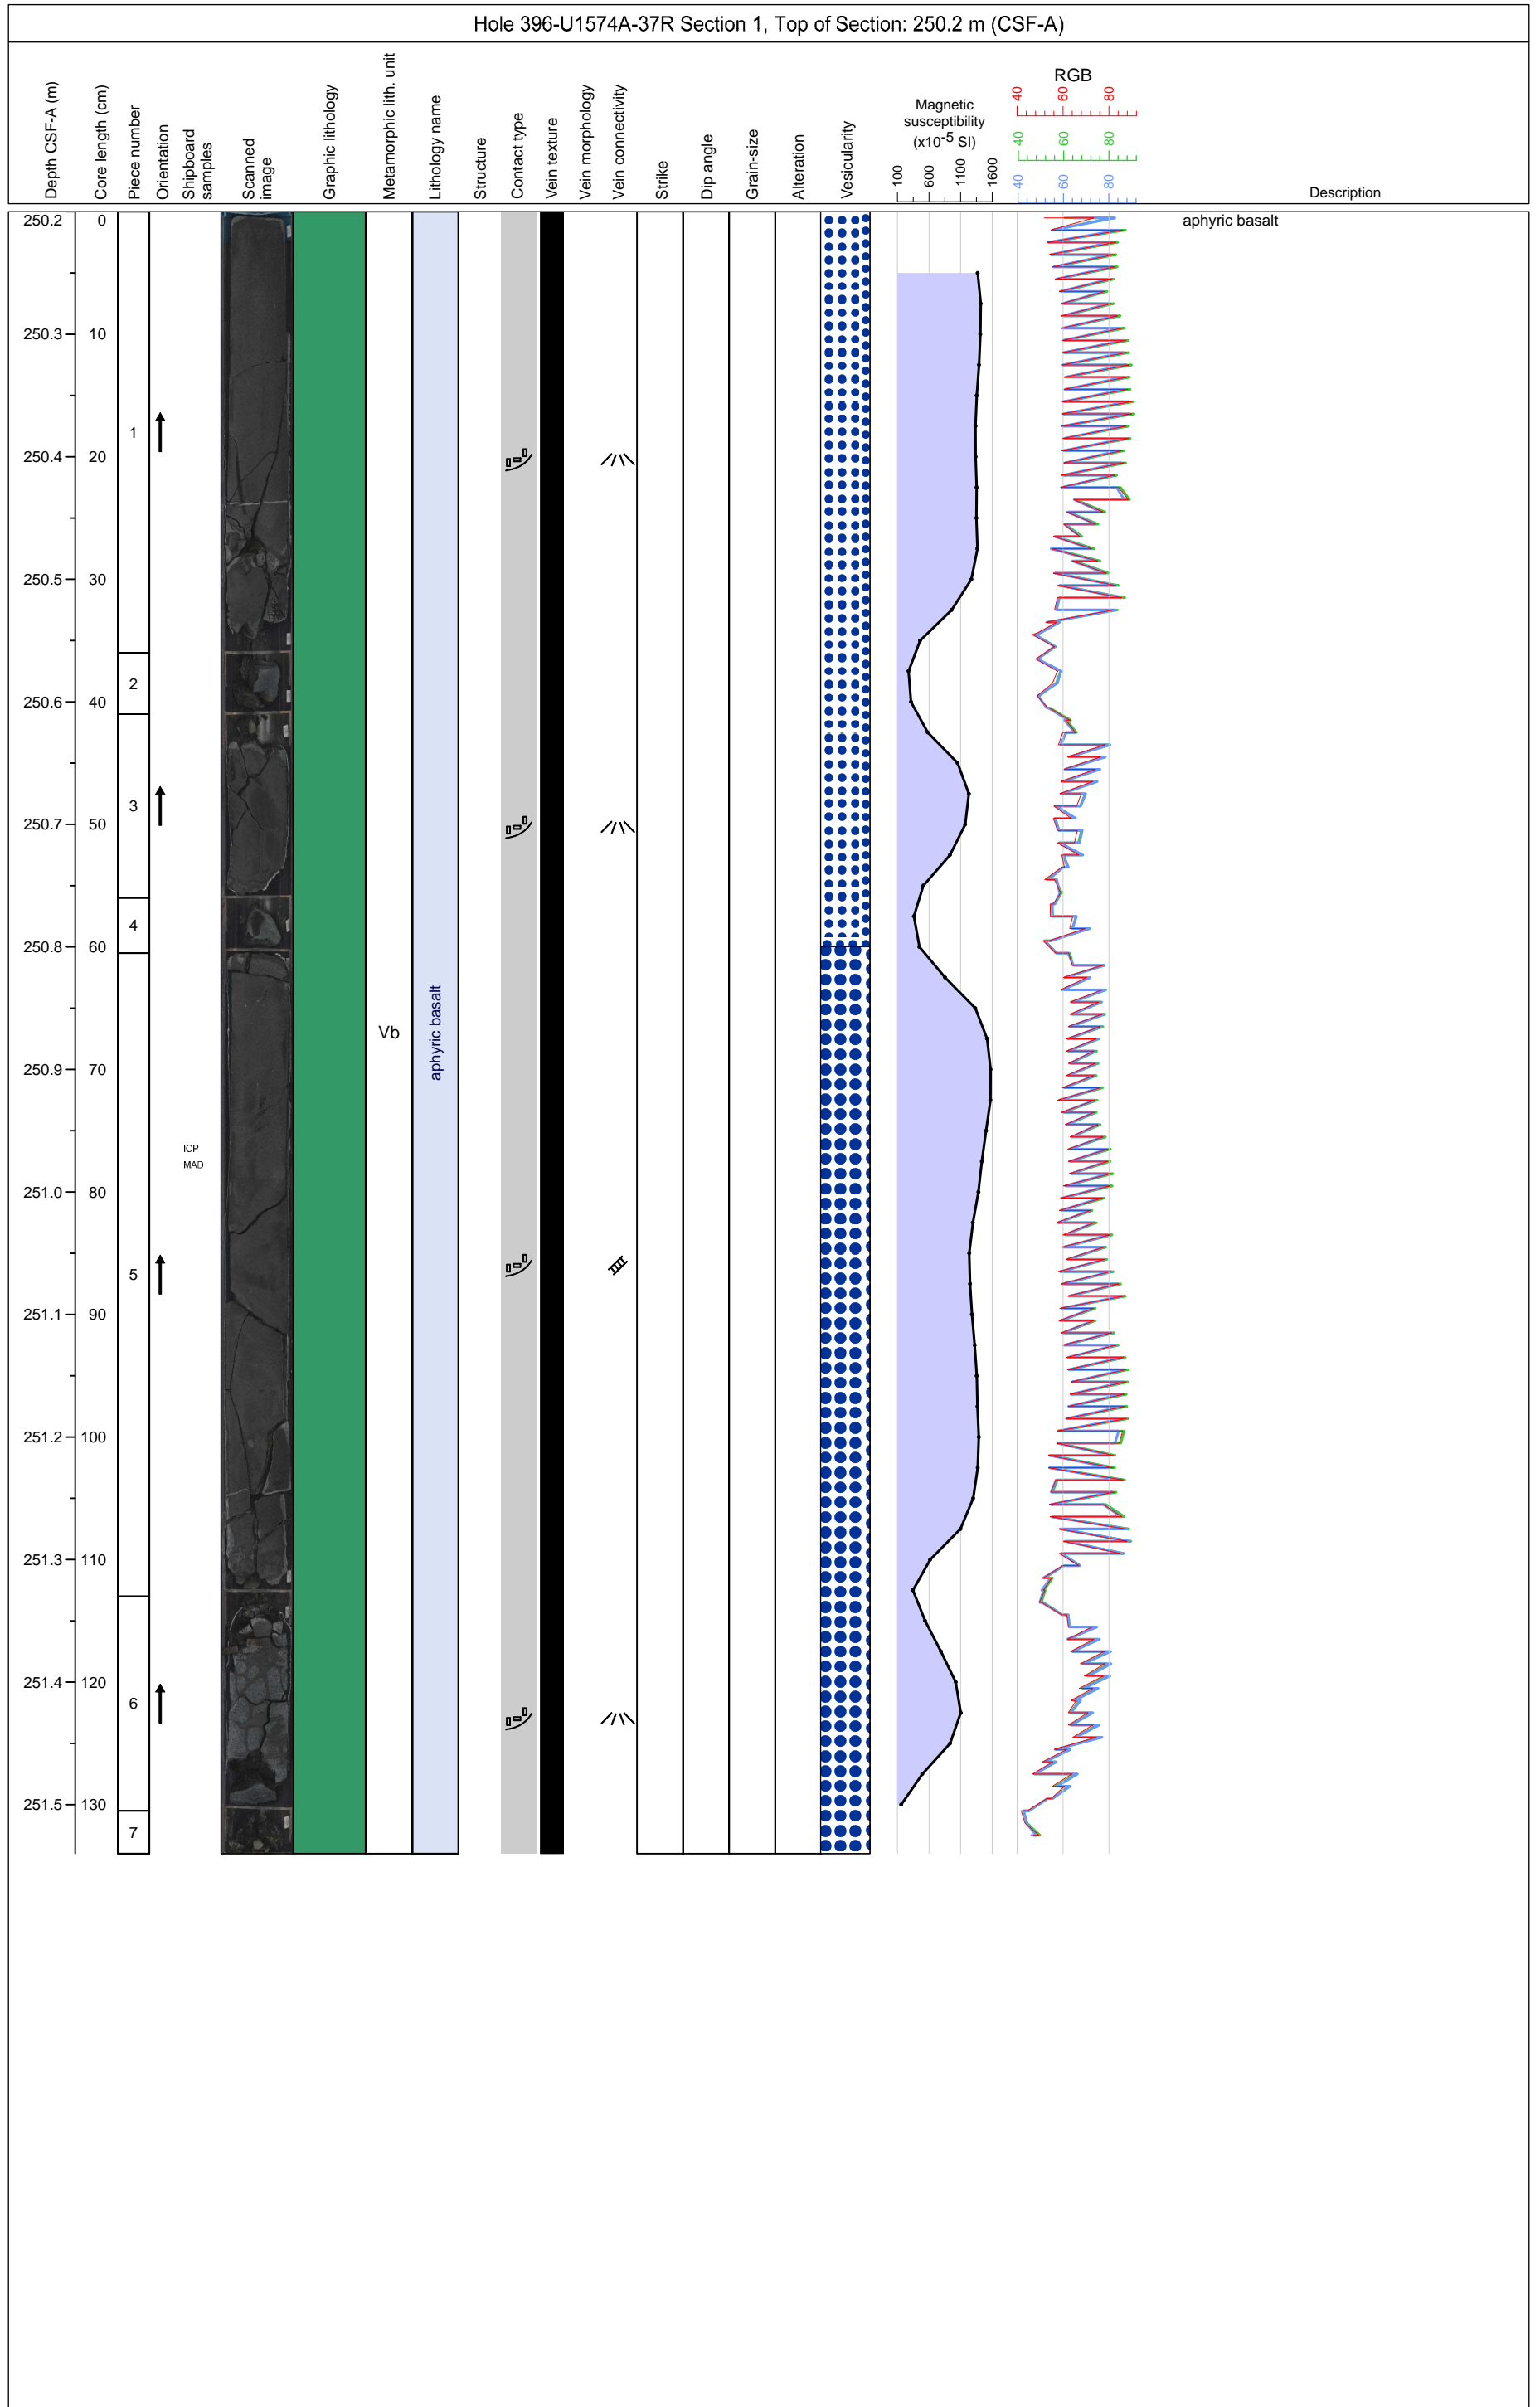 Hole 396-U1574A-37R Section 1, Top of Section: 250.2 m (CSF-A)
Depth CSF-A (m)
Core length (cm)
Piece number
Orientation
Shipboard
samples
Scanned
image
Graphic lithology
Metamorphic lith. unit
Lithology name
Structure
Contact type
Vein texture
Vein morphology
Vein connectivity
Strike
Dip angle
Grain-size
Alteration
Vesicularity
Magnetic
susceptibility
(x10-5 SI)
100 600 1100 1600
RGB
40 60 80
40 60 80
40 60 80
Description
250.2 0
aphyric basalt
250.3 10
1
250.4 20
250.5 30
2
250.6 40
3
250.7 50
4
250.8 60
Vb
aphyric basalt
250.9 70
ICP
MAD
251.0 80
5
251.1 90
251.2 100
251.3 110
251.4 120
6
251.5 130
7